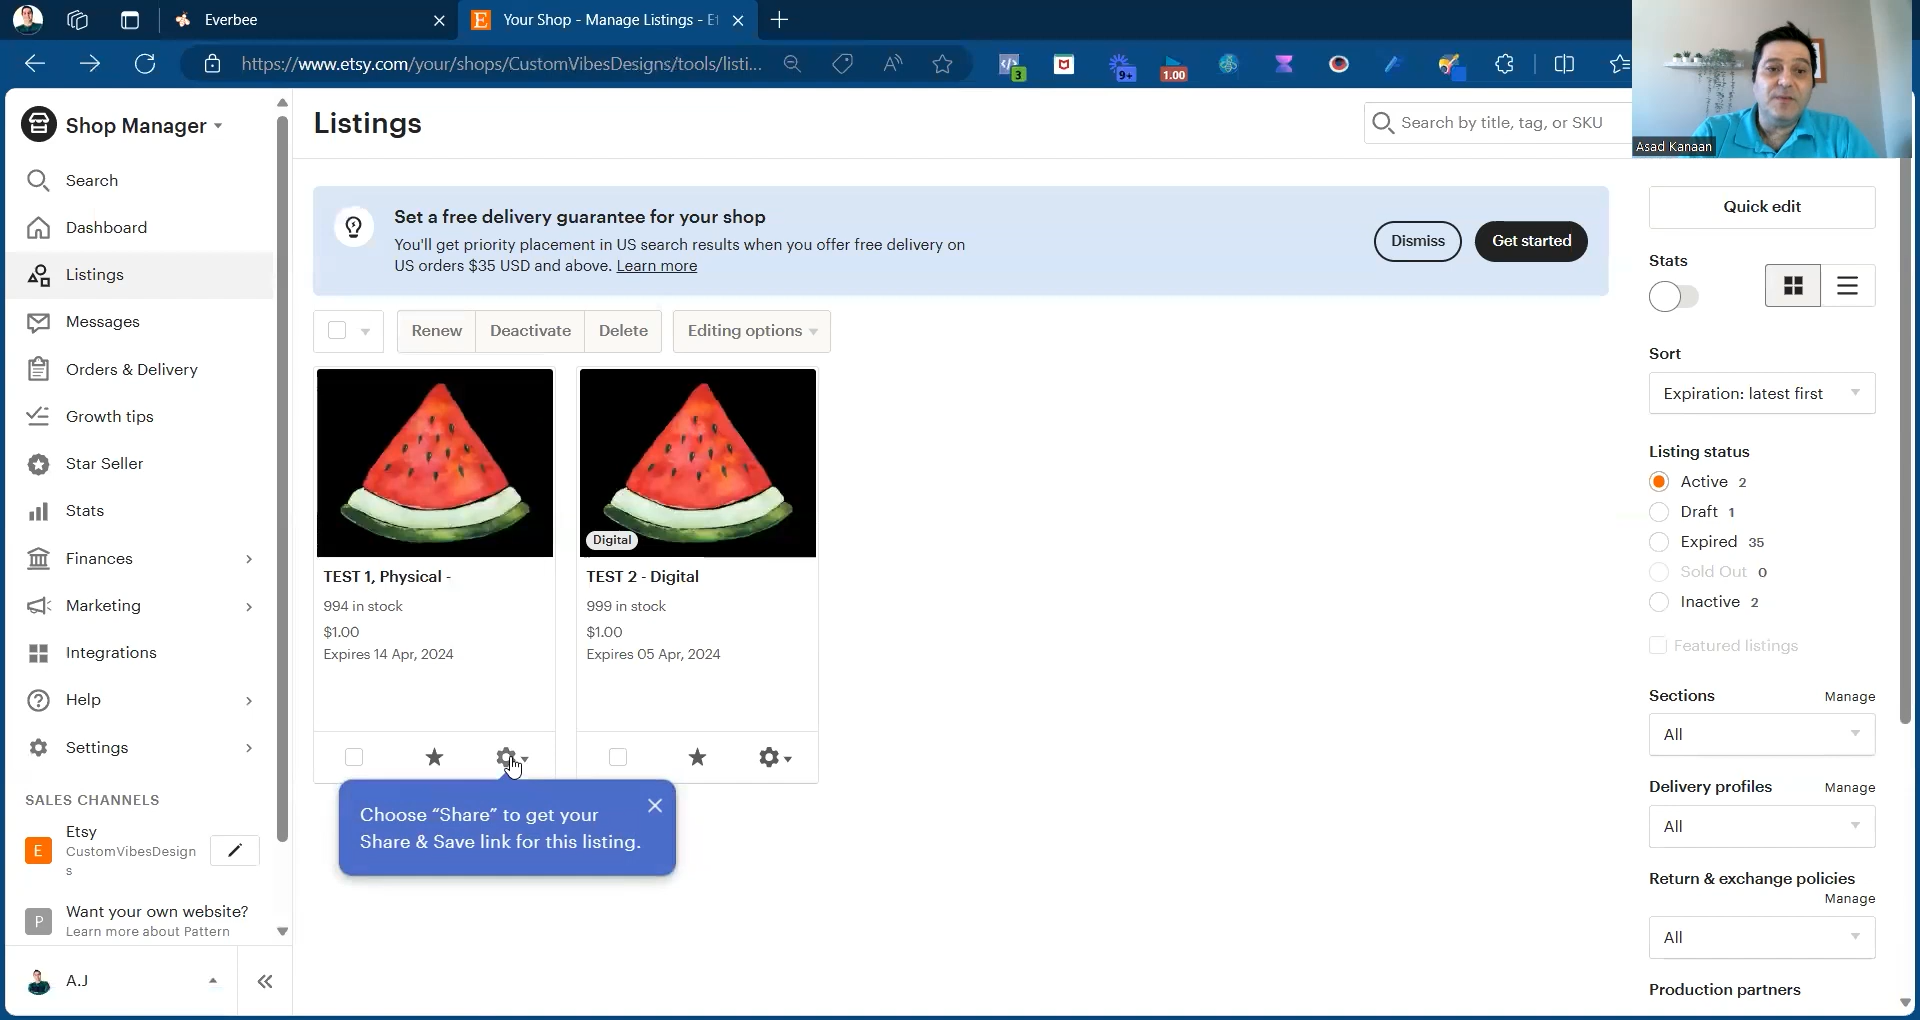 Everbee
Your Shop - Manage Listings - Et
https://www.etsy.com/your/shops/CustomVibesDesigns/tools/listi...
3
9+
1.00
Asad Kanaan
Shop Manager
Search
Dashboard
Listings
Messages
Orders & Delivery
Growth tips
Star Seller
Stats
Finances
Marketing
Integrations
Help
Settings
SALES CHANNELS
E
Etsy
CustomVibesDesign
s
P
Want your own website?
Learn more about Pattern
A.J
Listings
Search by title, tag, or SKU
Set a free delivery guarantee for your shop
You'll get priority placement in US search results when you offer free delivery on
US orders $35 USD and above. Learn more
Dismiss
Get started
Renew
Deactivate
Delete
Editing options
TEST 1, Physical -
994 in stock
$1.00
Expires 14 Apr, 2024
Digital
TEST 2 - Digital
999 in stock
$1.00
Expires 05 Apr, 2024
Choose “Share” to get your
Share & Save link for this listing.
Quick edit
Stats
Sort
Expiration: latest first
Listing status
Active 2
Draft 1
Expired 35
Sold Out 0
Inactive 2
Featured listings
Sections
Manage
All
Delivery profiles
Manage
All
Return & exchange policies
Manage
All
Production partners